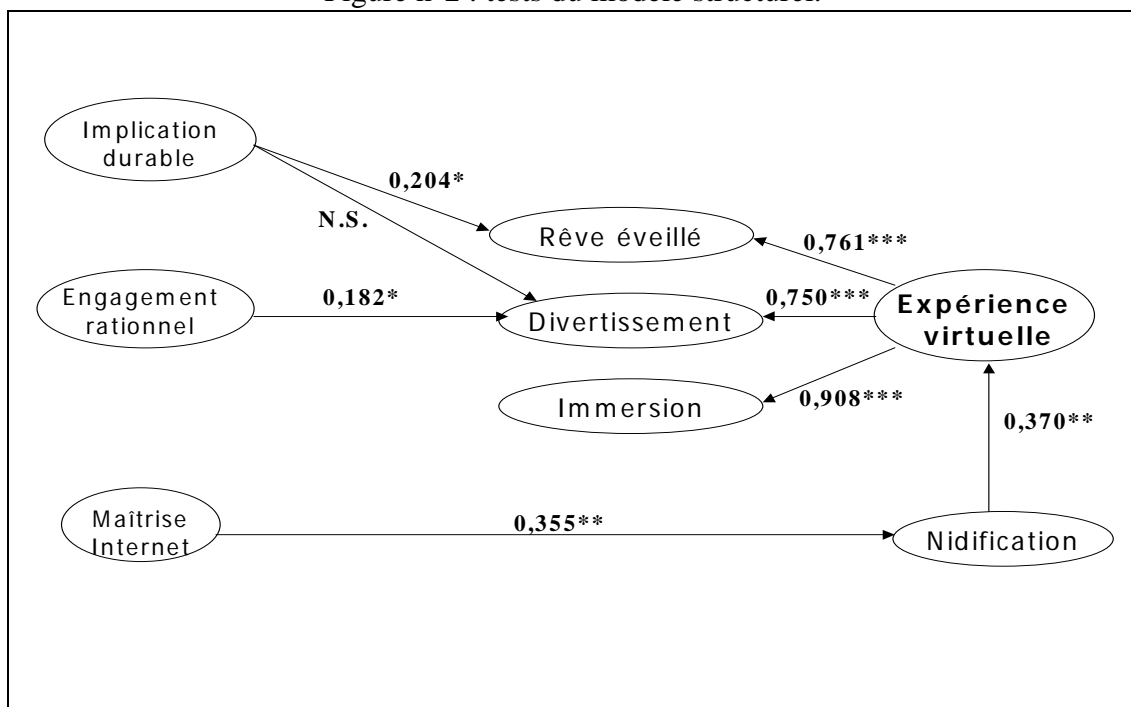 Figure n°2 : tests du modèle structurel.
Implication
durable
0,204*
N.S.
Rêve éveillé
0,761***
Engagement
rationnel
0,182*
Divertissement
0,750***
Expérience
virtuelle
Immersion
0,908***
0,370**
Maîtrise
Internet
0,355**
Nidification